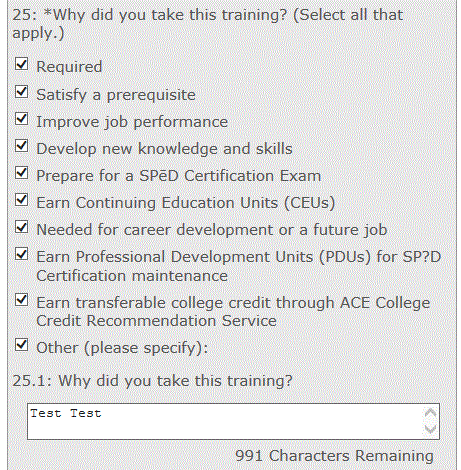 25: *Why did you take this training? (Select all that
apply.)
Required
Satisfy a prerequisite
Improve job performance
Develop new knowledge and skills
Prepare for a SPēD Certification Exam
Earn Continuing Education Units (CEUs)
Needed for career development or a future job
Earn Professional Development Units (PDUs) for SP?D
Certification maintenance
Earn transferable college credit through ACE College
Credit Recommendation Service
Other (please specify):
25.1: Why did you take this training?
Test Test
991 Characters Remaining